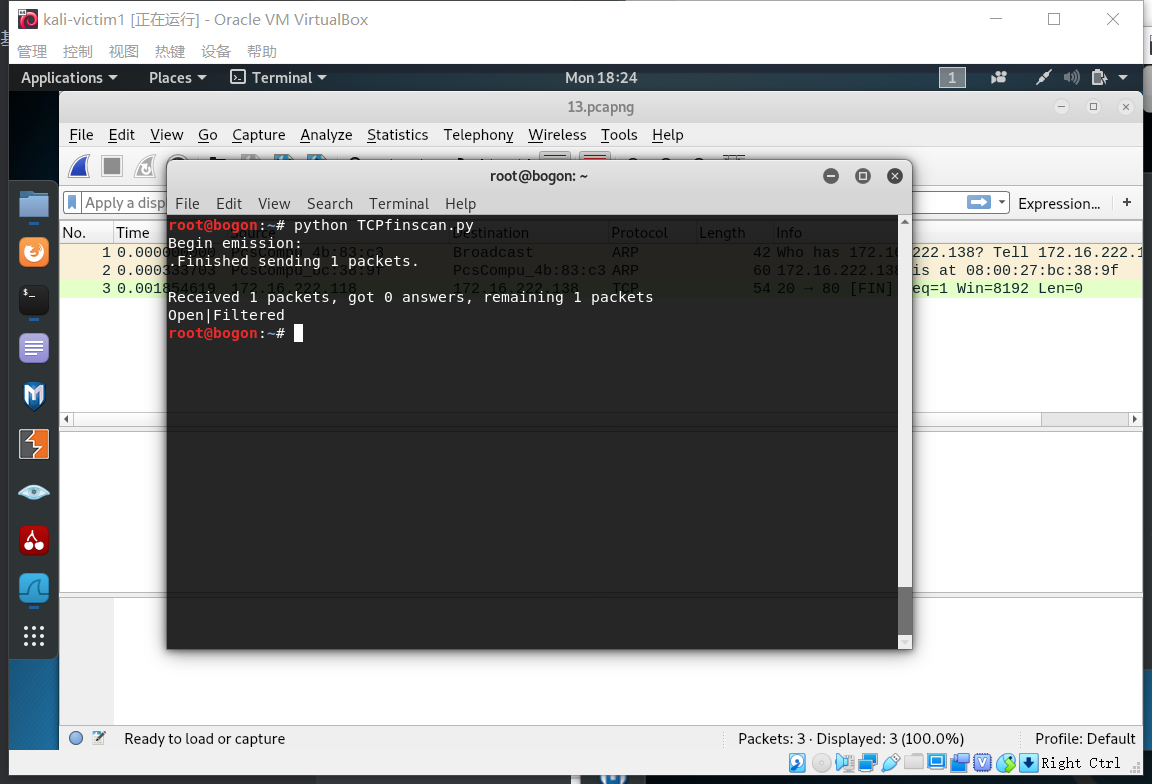 kali-victim1 [正在运行] - Oracle VM VirtualBox
管理 控制 视图 热键 设备 帮助
Applications Places Terminal Mon 18:24 1
13.pcapng
File Edit View Go Capture Analyze Statistics Telephony Wireless Tools Help
root@bogon: ~
Apply a disp Expression... +
File Edit View Search Terminal Help
No. Time Source Destination Protocol Length Info
1 0.000000000 PcsCompu_4b:83:c3 Broadcast ARP 42 Who has 172.16.222.138? Tell 172.16.222.1
2 0.000333703 PcsCompu_bc:38:9f PcsCompu_4b:83:c3 ARP 60 172.16.222.138 is at 08:00:27:bc:38:9f
3 0.001854619 172.16.222.118 172.16.222.138 TCP 54 20 → 80 [FIN] eq=1 Win=8192 Len=0
root@bogon:~# python TCPfinscan.py
Begin emission:
.Finished sending 1 packets.
Received 1 packets, got 0 answers, remaining 1 packets
Open|Filtered
root@bogon:~#
Ready to load or capture
Packets: 3 · Displayed: 3 (100.0%)
Profile: Default
Right Ctrl